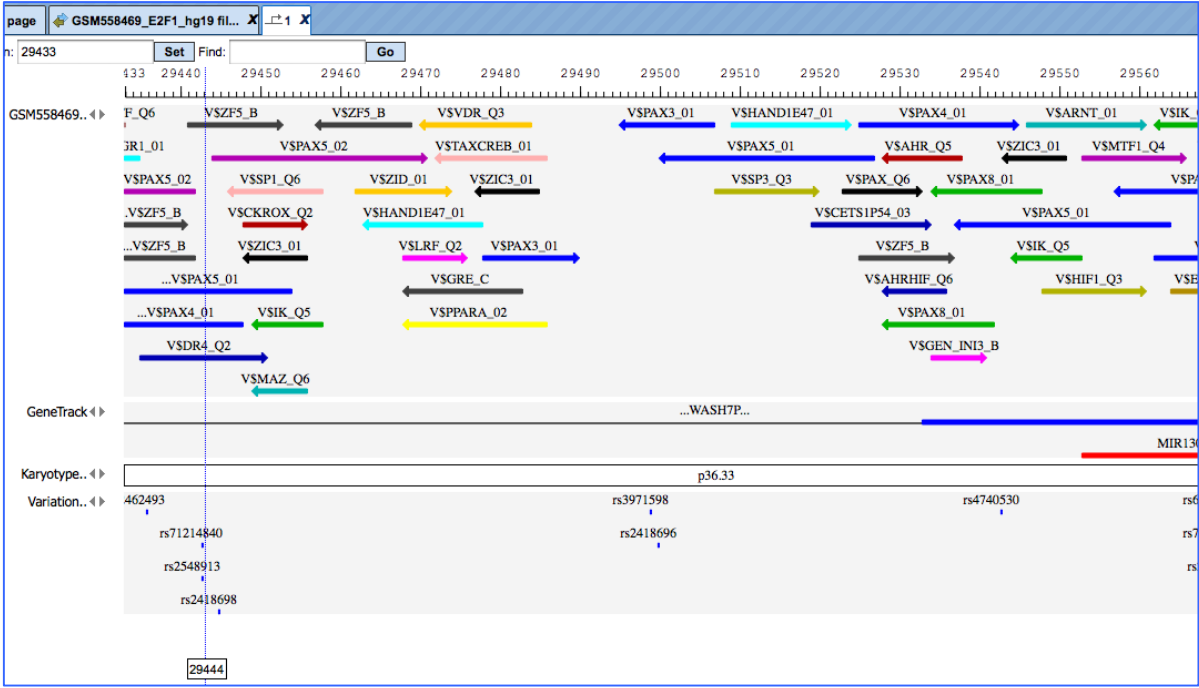 page GSM558469_E2F1_hg19 fil... X 1 X
n: 29433 Set Find: Go
433 29440 29450 29460 29470 29480 29490 29500 29510 29520 29530 29540 29550 29560
GSM558469.. F_Q6 V$ZF5_B V$ZF5_B V$VDR_Q3 V$PAX3_01 V$HAND1E47_01 V$PAX4_01 V$ARNT_01 V$IK_
GR1_01 V$PAX5_02 V$TAXCREB_01 V$PAX5_01 V$AHR_Q5 V$ZIC3_01 V$MTF1_Q4
V$PAX5_02 V$SP1_Q6 V$ZID_01 V$ZIC3_01 V$SP3_Q3 V$PAX_Q6 V$PAX8_01 V$PA
...V$ZF5_B V$CKROX_Q2 V$HAND1E47_01 V$CETS1P54_03 V$PAX5_01
...V$ZF5_B V$ZIC3_01 V$LRF_Q2 V$PAX3_01 V$ZF5_B V$IK_Q5
...V$PAX5_01 V$GRE_C V$AHRHIF_Q6 V$HIF1_Q3 V$E
...V$PAX4_01 V$IK_Q5 V$PPARA_02 V$PAX8_01
V$DR4_Q2 V$GEN_INI3_B
V$MAZ_Q6
GeneTrack ...WASH7P...
MIR130
Karyotype.. p36.33
Variation.. 462493 rs3971598 rs4740530 rs6
rs71214840 rs2418696 rs7
rs2548913 rs
rs2418698
29444